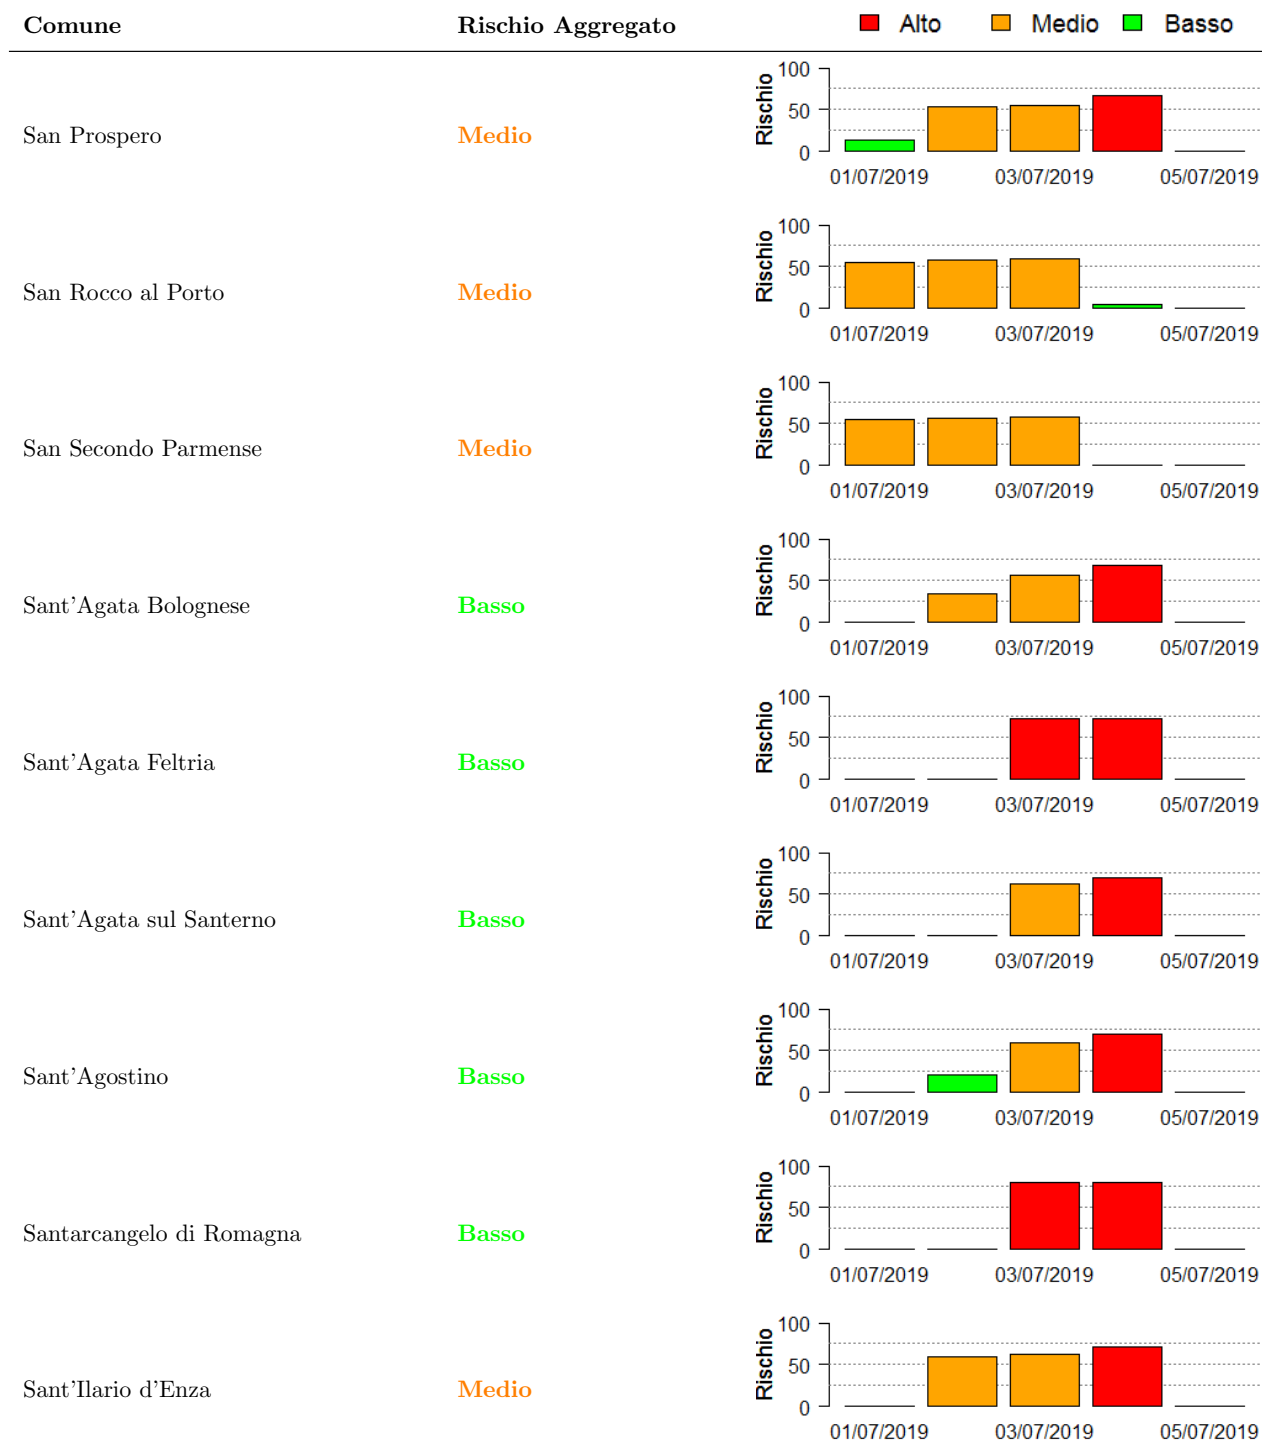 Comune Rischio Aggregato Alto Medio Basso
100
50
0
Rischio
San Prospero Medio
01/07/2019 03/07/2019 05/07/2019
100
50
0
Rischio
San Rocco al Porto Medio
01/07/2019 03/07/2019 05/07/2019
100
50
0
Rischio
San Secondo Parmense Medio
01/07/2019 03/07/2019 05/07/2019
100
50
0
Rischio
Sant'Agata Bolognese Basso
01/07/2019 03/07/2019 05/07/2019
100
50
0
Rischio
Sant'Agata Feltria Basso
01/07/2019 03/07/2019 05/07/2019
100
50
0
Rischio
Sant'Agata sul Santerno Basso
01/07/2019 03/07/2019 05/07/2019
100
50
0
Rischio
Sant'Agostino Basso
01/07/2019 03/07/2019 05/07/2019
100
50
0
Rischio
Santarcangelo di Romagna Basso
01/07/2019 03/07/2019 05/07/2019
100
50
0
Rischio
Sant'Ilario d'Enza Medio
01/07/2019 03/07/2019 05/07/2019